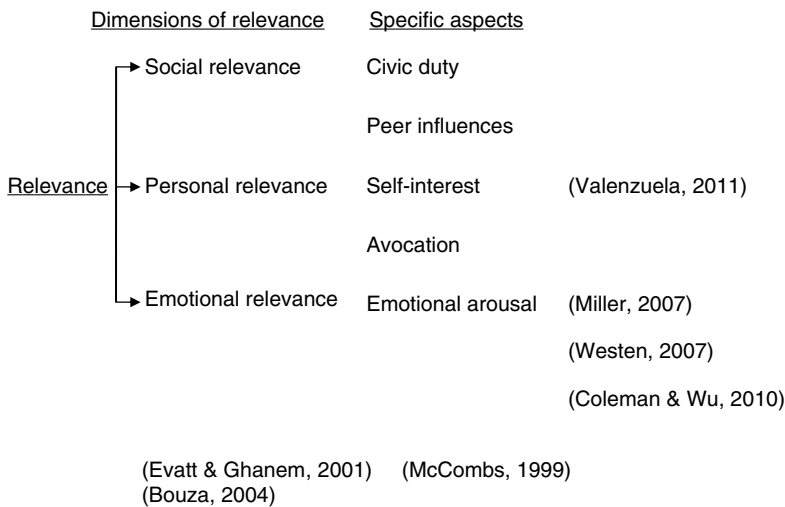 Dimensions of relevance Specific aspects
Social relevance Civic duty
Peer influences
Relevance Personal relevance Self-interest (Valenzuela, 2011)
Avocation
Emotional relevance Emotional arousal (Miller, 2007)
(Westen, 2007)
(Coleman & Wu, 2010)
(Evatt & Ghanem, 2001) (McCombs, 1999)
(Bouza, 2004)